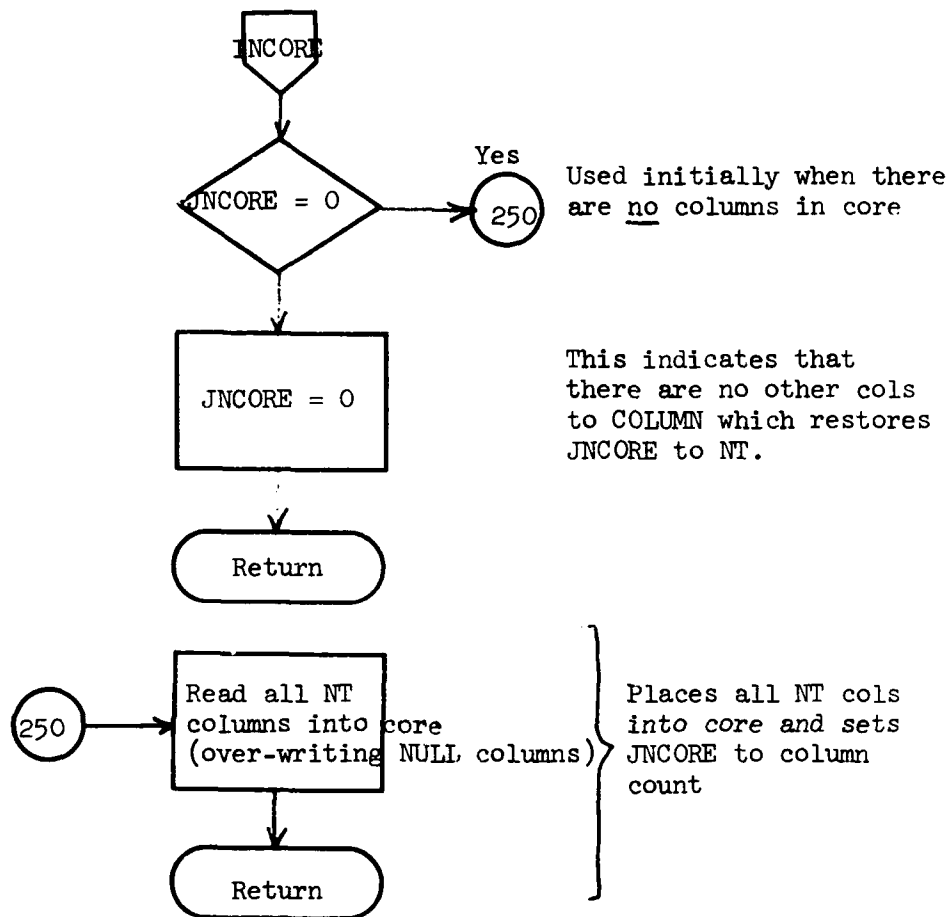 INCORE
JNCORE = 0
Yes
250
Used initially when there
are no columns in core
JNCORE = 0
This indicates that
there are no other cols
to COLUMN which restores
JNCORE to NT.
Return
250
Read all NT
columns into core
(over-writing NULL columns)
Places all NT cols
into core and sets
JNCORE to column
count
Return